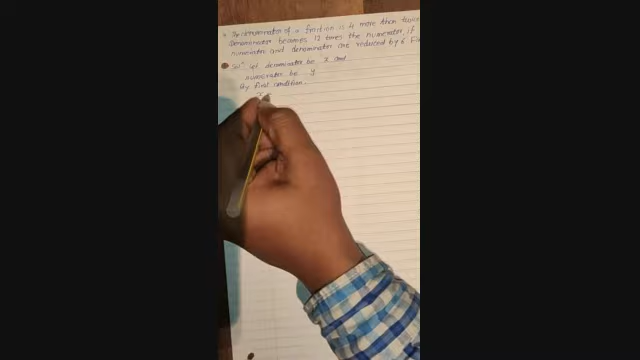 The denominator of a fraction is 4 more than twice
Denominator becomes 12 times the numerator, if
numerator and denominator are reduced by 6
Solⁿ Let denominator be x and
numerator be y
By first condition